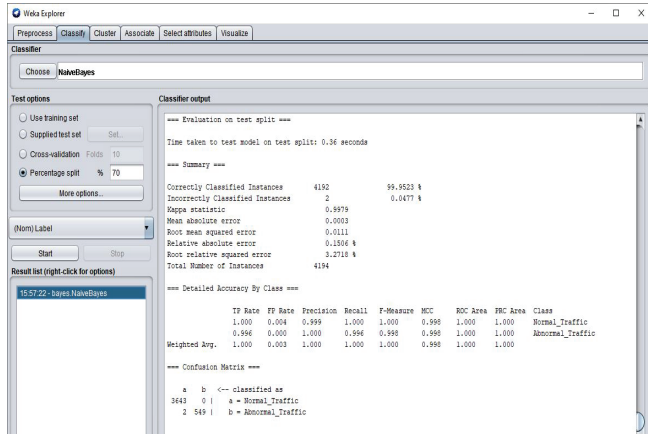 Weka Explorer
Preprocess Classify Cluster Associate Select attributes Visualize
Classifier
Choose NaiveBayes
Test options
Use training set
Supplied test set Set...
Cross-validation Folds 10
Percentage split % 70
More options...
(Nom) Label
Start Stop
Result list (right-click for options)
15:57:22 - bayes.NaiveBayes
Classifier output
=== Evaluation on test split ===
Time taken to test model on test split: 0.36 seconds
=== Summary ===
Correctly Classified Instances 4192 99.9523 %
Incorrectly Classified Instances 2 0.0477 %
Kappa statistic 0.9979
Mean absolute error 0.0003
Root mean squared error 0.0111
Relative absolute error 0.1506 %
Root relative squared error 3.2718 %
Total Number of Instances 4194
=== Detailed Accuracy By Class ===
TP Rate FP Rate Precision Recall F-Measure MCC ROC Area PRC Area Class
1.000 0.004 0.999 1.000 1.000 0.998 1.000 1.000 Normal_Traffic
0.996 0.000 1.000 0.996 0.998 0.998 1.000 1.000 Abnormal_Traffic
Weighted Avg. 1.000 0.003 1.000 1.000 1.000 0.998 1.000 1.000
=== Confusion Matrix ===
a b <-- classified as
3643 0 | a = Normal_Traffic
2 549 | b = Abnormal_Traffic